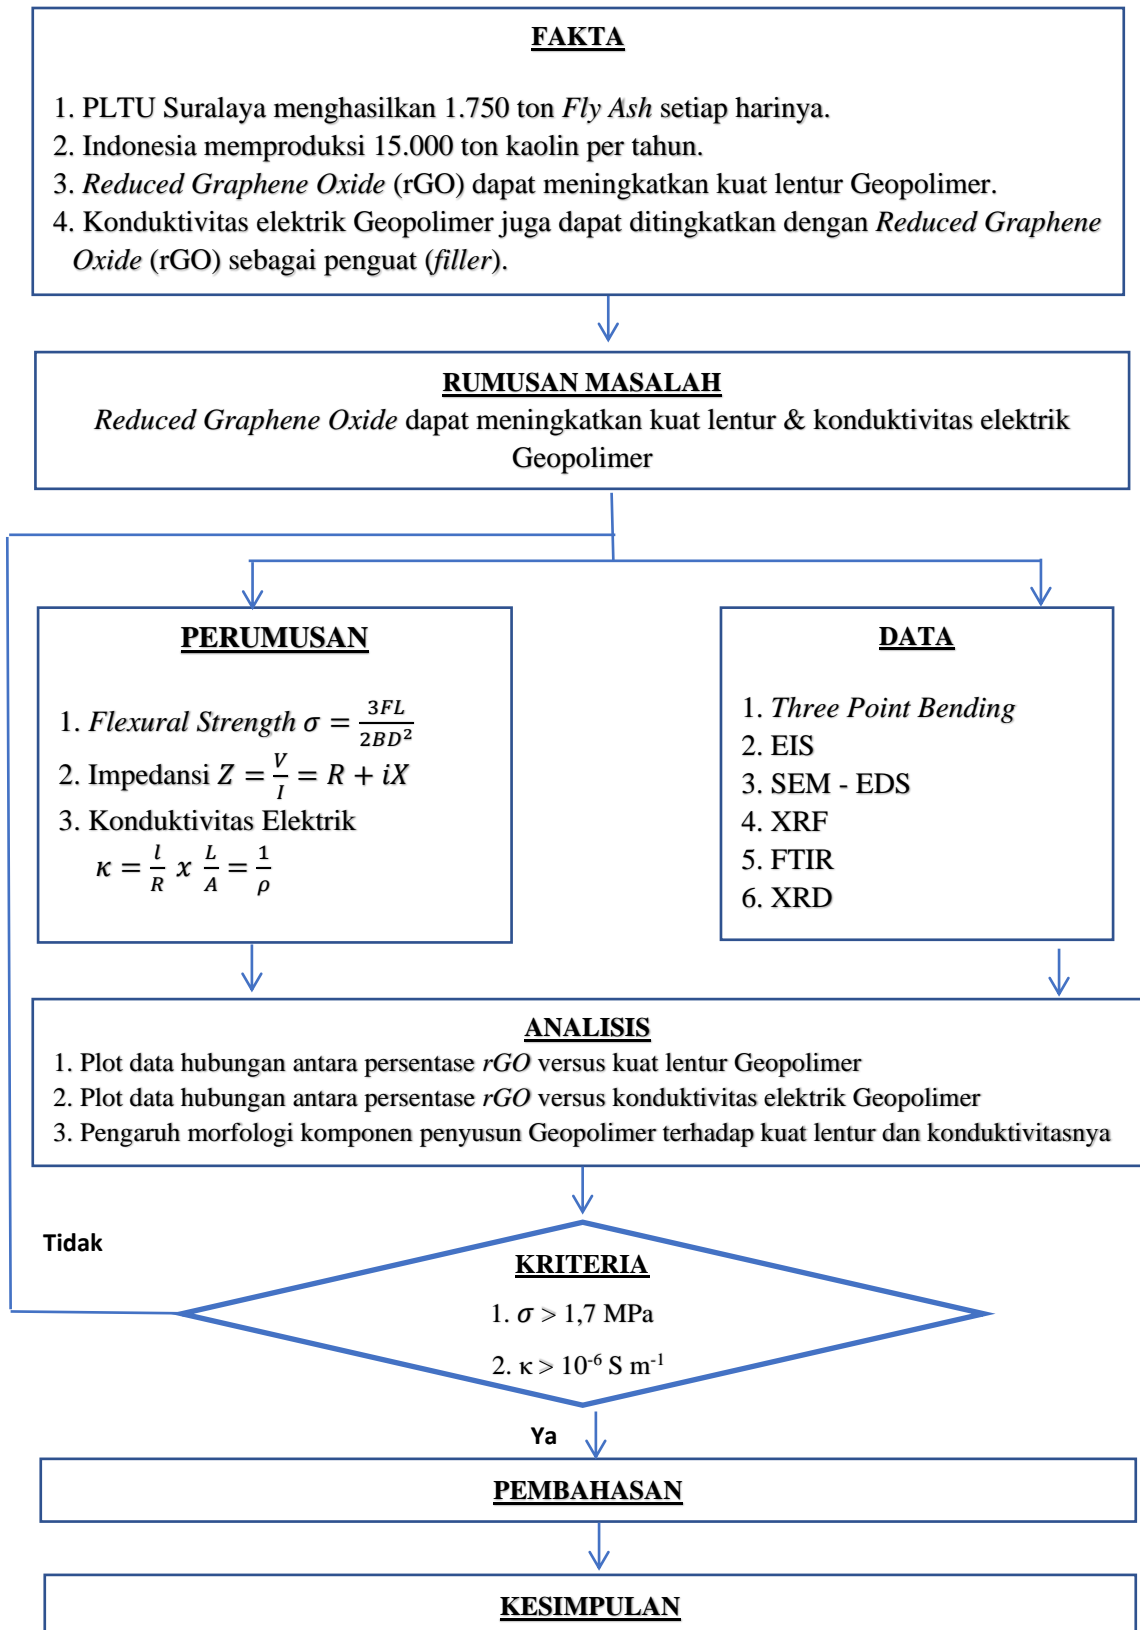 FAKTA
1. PLTU Suralaya menghasilkan 1.750 ton Fly Ash setiap harinya.
2. Indonesia memproduksi 15.000 ton kaolin per tahun.
3. Reduced Graphene Oxide (rGO) dapat meningkatkan kuat lentur Geopolimer.
4. Konduktivitas elektrik Geopolimer juga dapat ditingkatkan dengan Reduced Graphene
Oxide (rGO) sebagai penguat (filler).
RUMUSAN MASALAH
Reduced Graphene Oxide dapat meningkatkan kuat lentur & konduktivitas elektrik
Geopolimer
PERUMUSAN
1. Flexural Strength σ = 3FL / 2BD²
2. Impedansi Z = V/I = R + iX
3. Konduktivitas Elektrik
κ = l/R x L/A = 1/ρ
DATA
1. Three Point Bending
2. EIS
3. SEM - EDS
4. XRF
5. FTIR
6. XRD
ANALISIS
1. Plot data hubungan antara persentase rGO versus kuat lentur Geopolimer
2. Plot data hubungan antara persentase rGO versus konduktivitas elektrik Geopolimer
3. Pengaruh morfologi komponen penyusun Geopolimer terhadap kuat lentur dan konduktivitasnya
Tidak
KRITERIA
1. σ > 1,7 MPa
2. κ > 10⁻⁶ S m⁻¹
Ya
PEMBAHASAN
KESIMPULAN